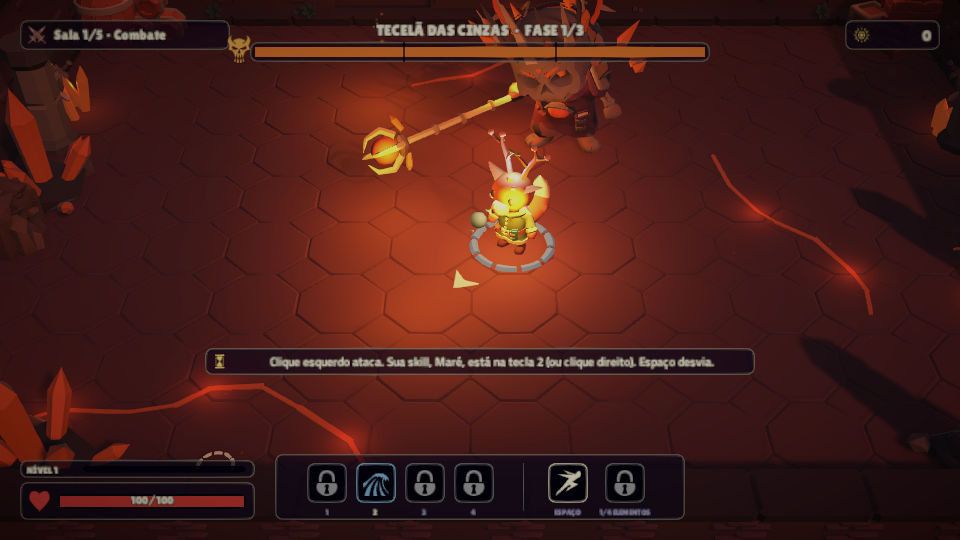 Sala 1/5 - Combate
TECELÃ DAS CINZAS - FASE 1/3
0
Clique esquerdo ataca. Sua skill, Maré, está na tecla 2 (ou clique direito). Espaço desvia.
NÍVEL 1
100/100
1
2
3
4
ESPAÇO
1/4 ELEMENTOS